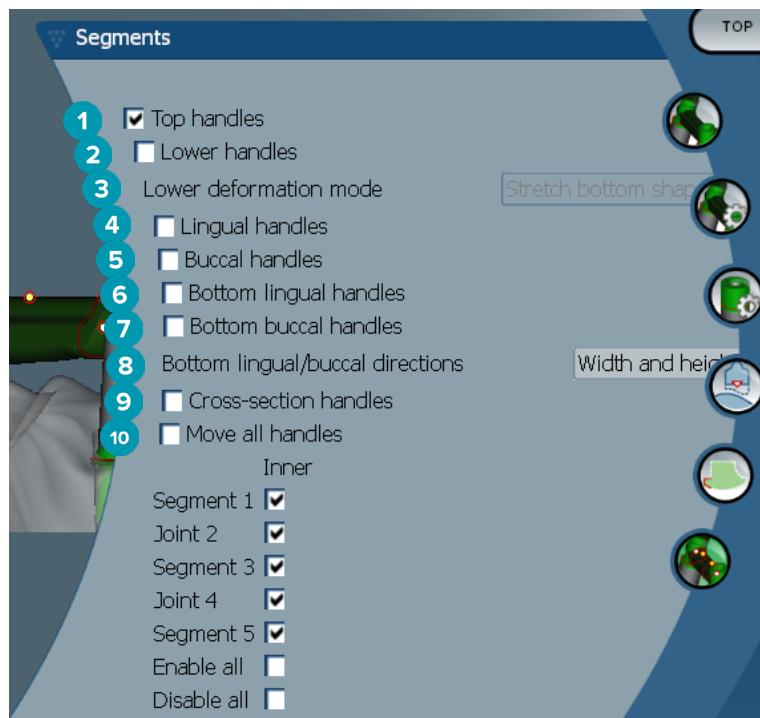 TOP
Segments
1 Top handles
2 Lower handles
3 Lower deformation mode Stretch bottom shap
4 Lingual handles
5 Buccal handles
6 Bottom lingual handles
7 Bottom buccal handles
8 Bottom lingual/buccal directions Width and heig
9 Cross-section handles
10 Move all handles
Inner
Segment 1
Joint 2
Segment 3
Joint 4
Segment 5
Enable all
Disable all